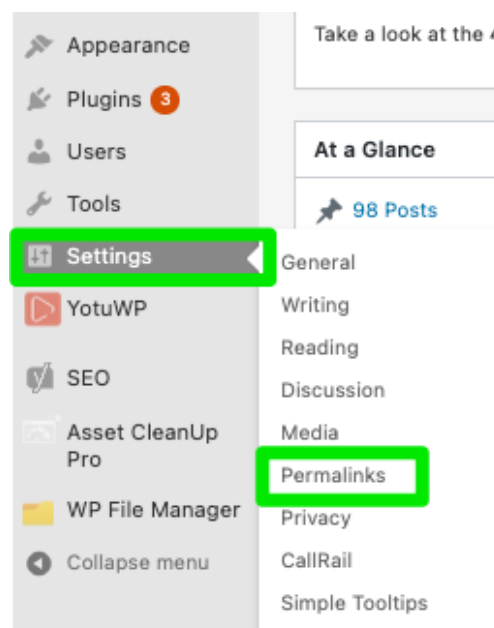 Appearance
Plugins 3
Users
Tools
Settings
YotuWP
SEO
Asset CleanUp
Pro
WP File Manager
Collapse menu
Take a look at the 4
At a Glance
98 Posts
General
Writing
Reading
Discussion
Media
Permalinks
Privacy
CallRail
Simple Tooltips